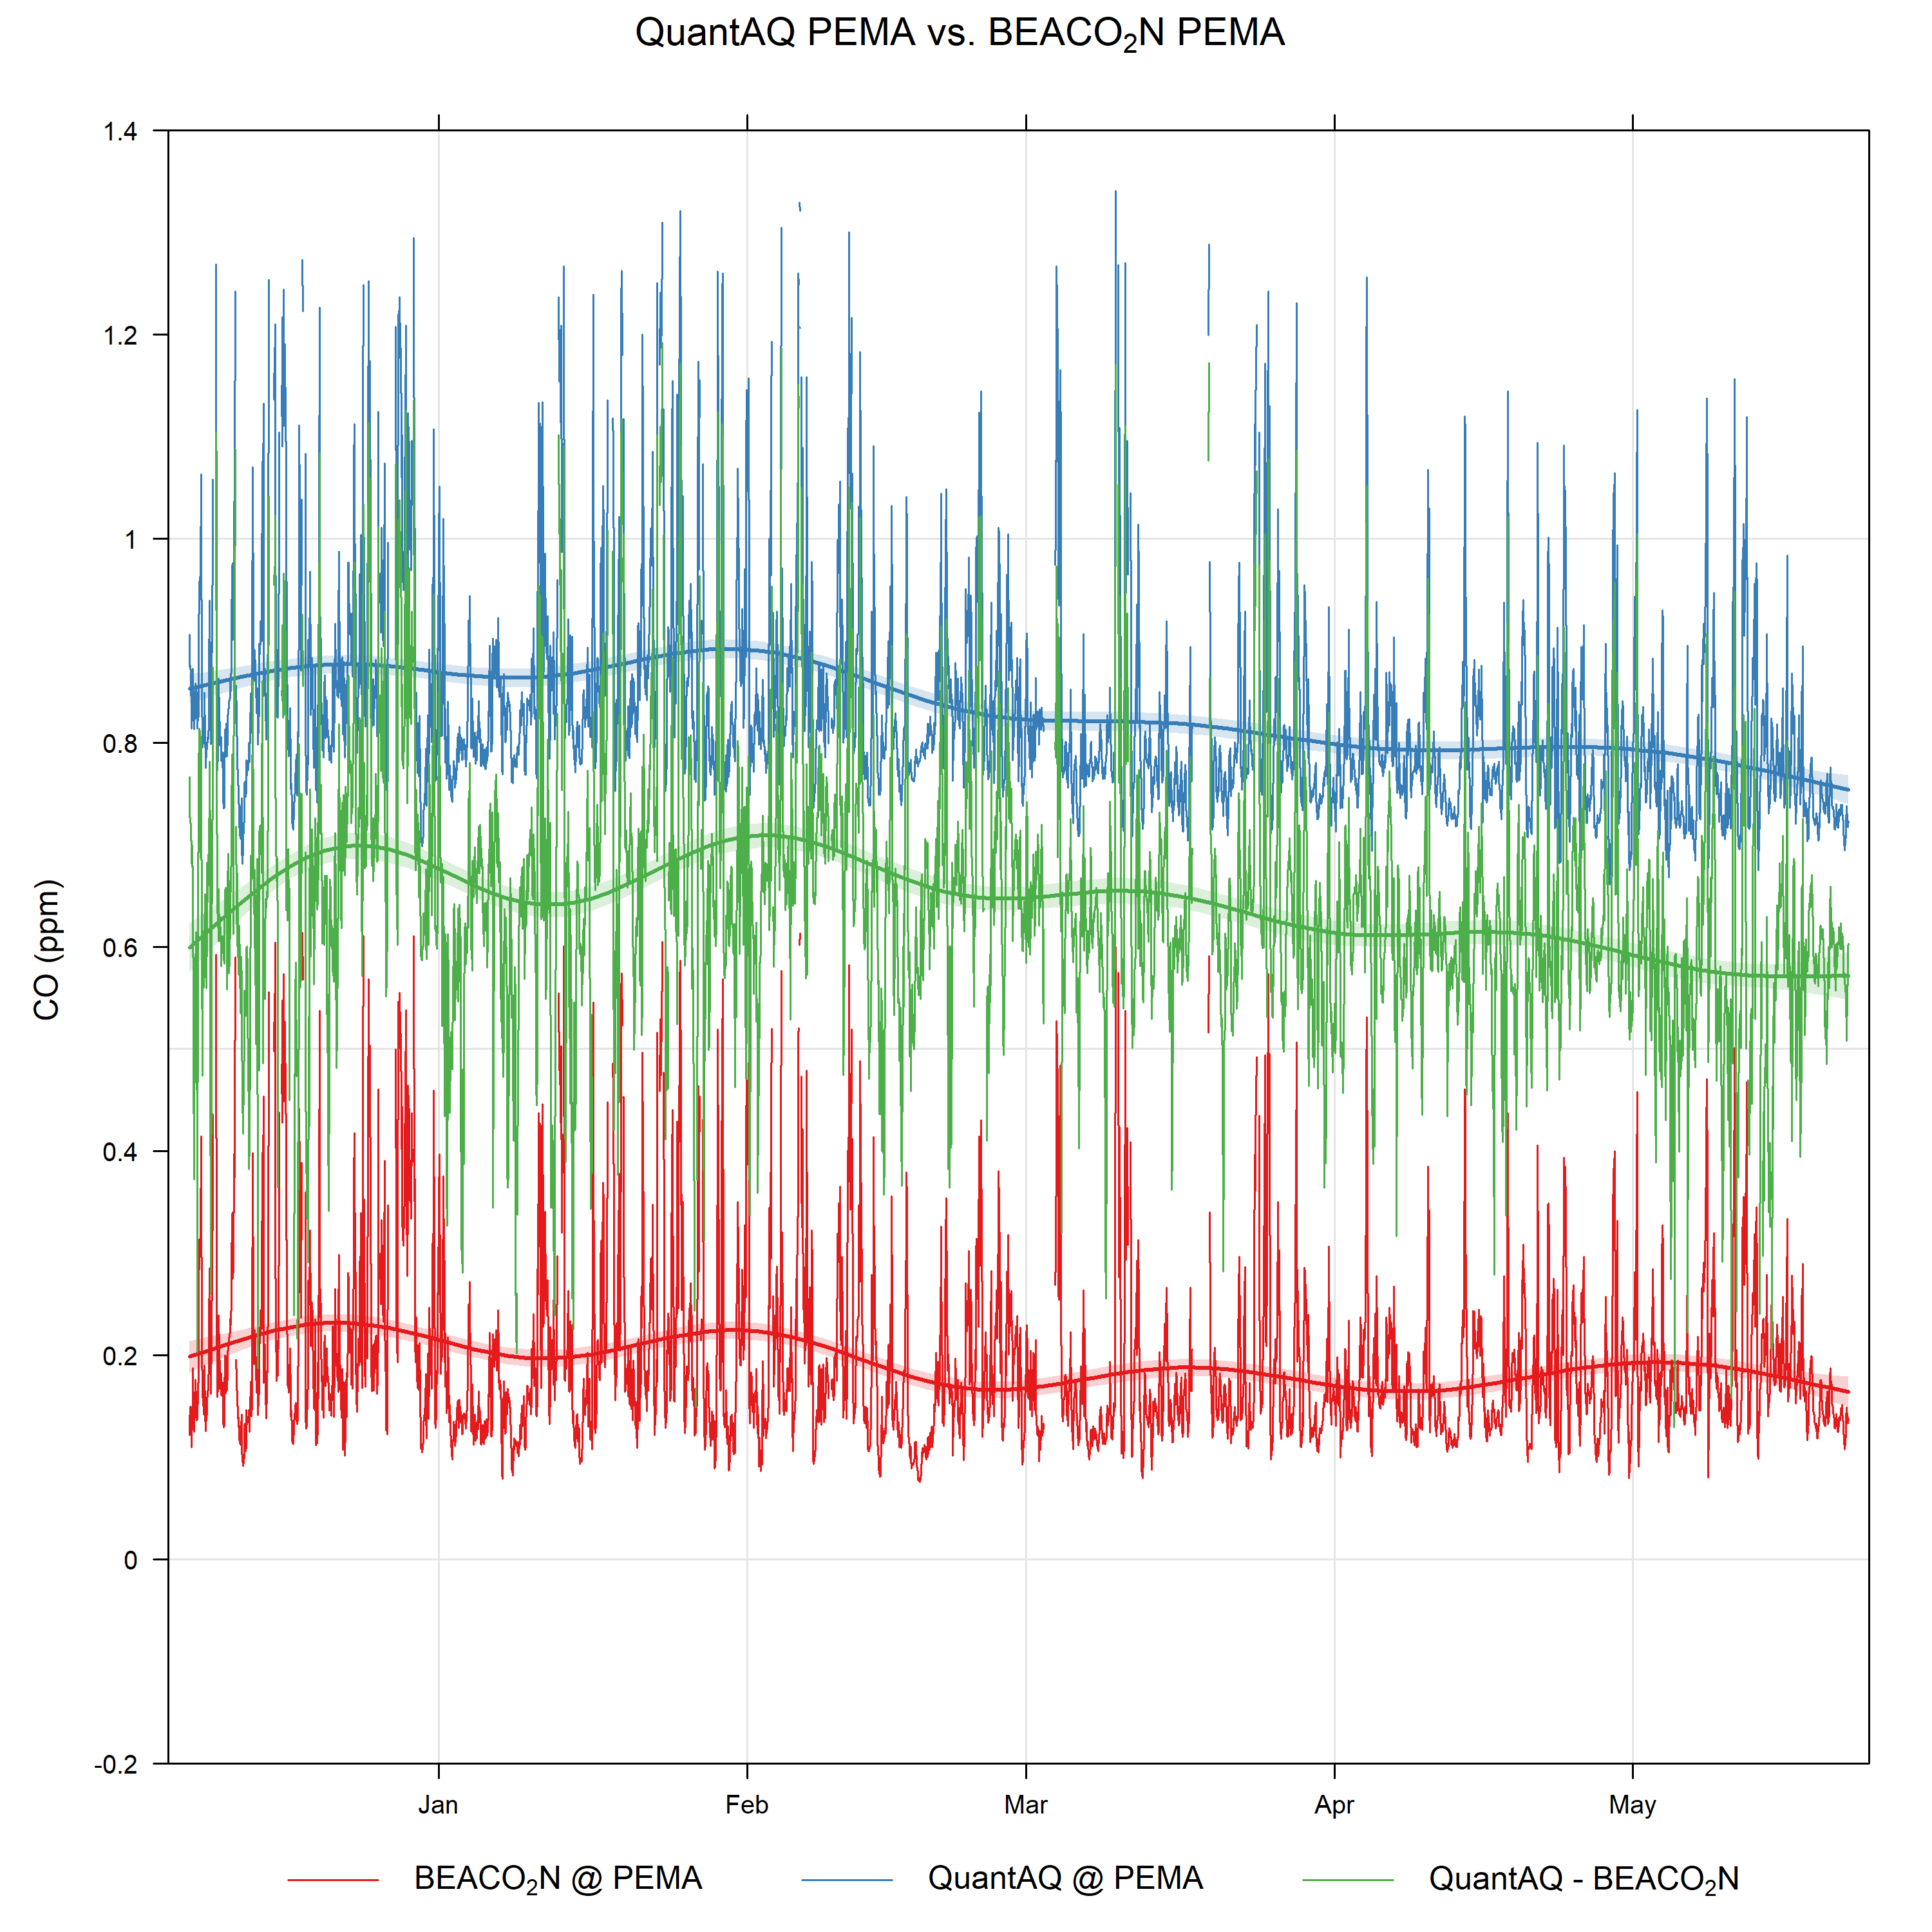 QuantAQ PEMA vs. BEACO₂N PEMA
1.4
1.2
1
0.8
0.6
0.4
0.2
0
-0.2
CO (ppm)
Jan Feb Mar Apr May
BEACO₂N @ PEMA QuantAQ @ PEMA QuantAQ - BEACO₂N